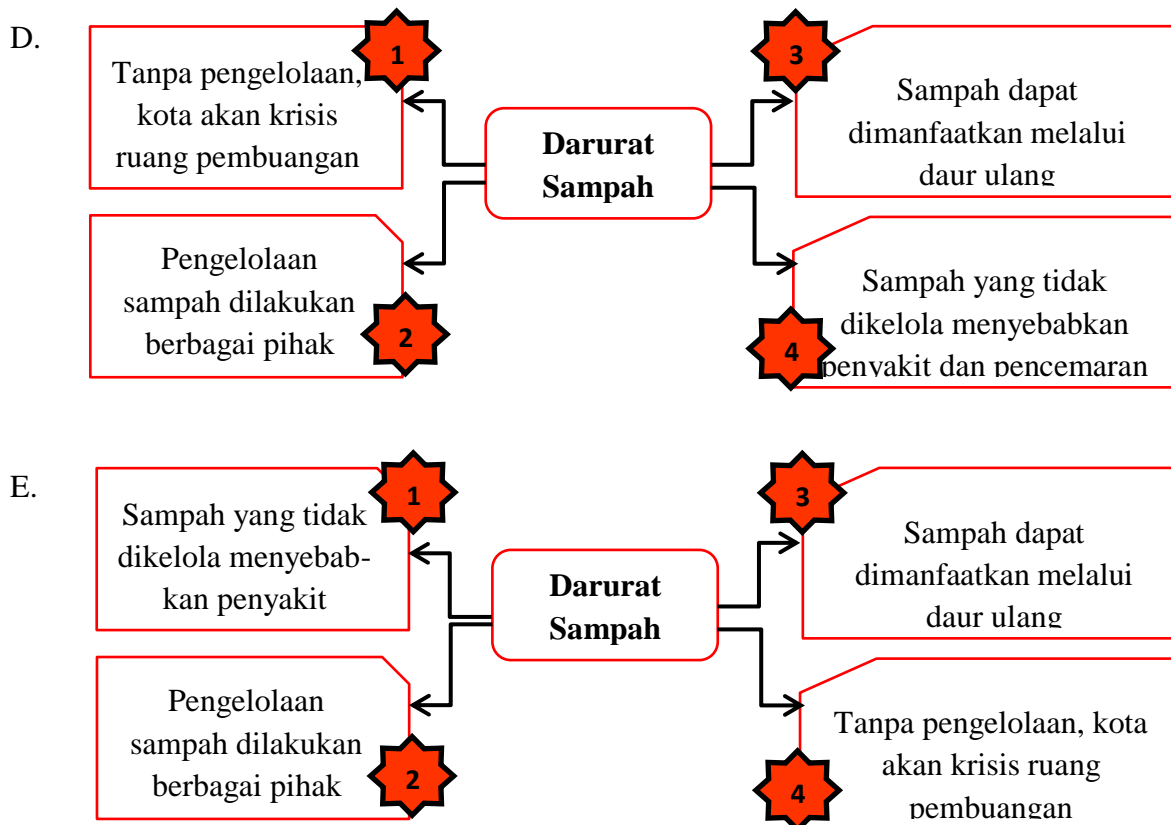 D.
1
Tanpa pengelolaan,
kota akan krisis
ruang pembuangan
Pengelolaan
sampah dilakukan
berbagai pihak
2
Darurat
Sampah
3
Sampah dapat
dimanfaatkan melalui
daur ulang
Sampah yang tidak
dikelola menyebabkan
penyakit dan pencemaran
4
E.
1
Sampah yang tidak
dikelola menyebab-
kan penyakit
Pengelolaan
sampah dilakukan
berbagai pihak
2
Darurat
Sampah
3
Sampah dapat
dimanfaatkan melalui
daur ulang
Tanpa pengelolaan, kota
akan krisis ruang
pembuangan
4